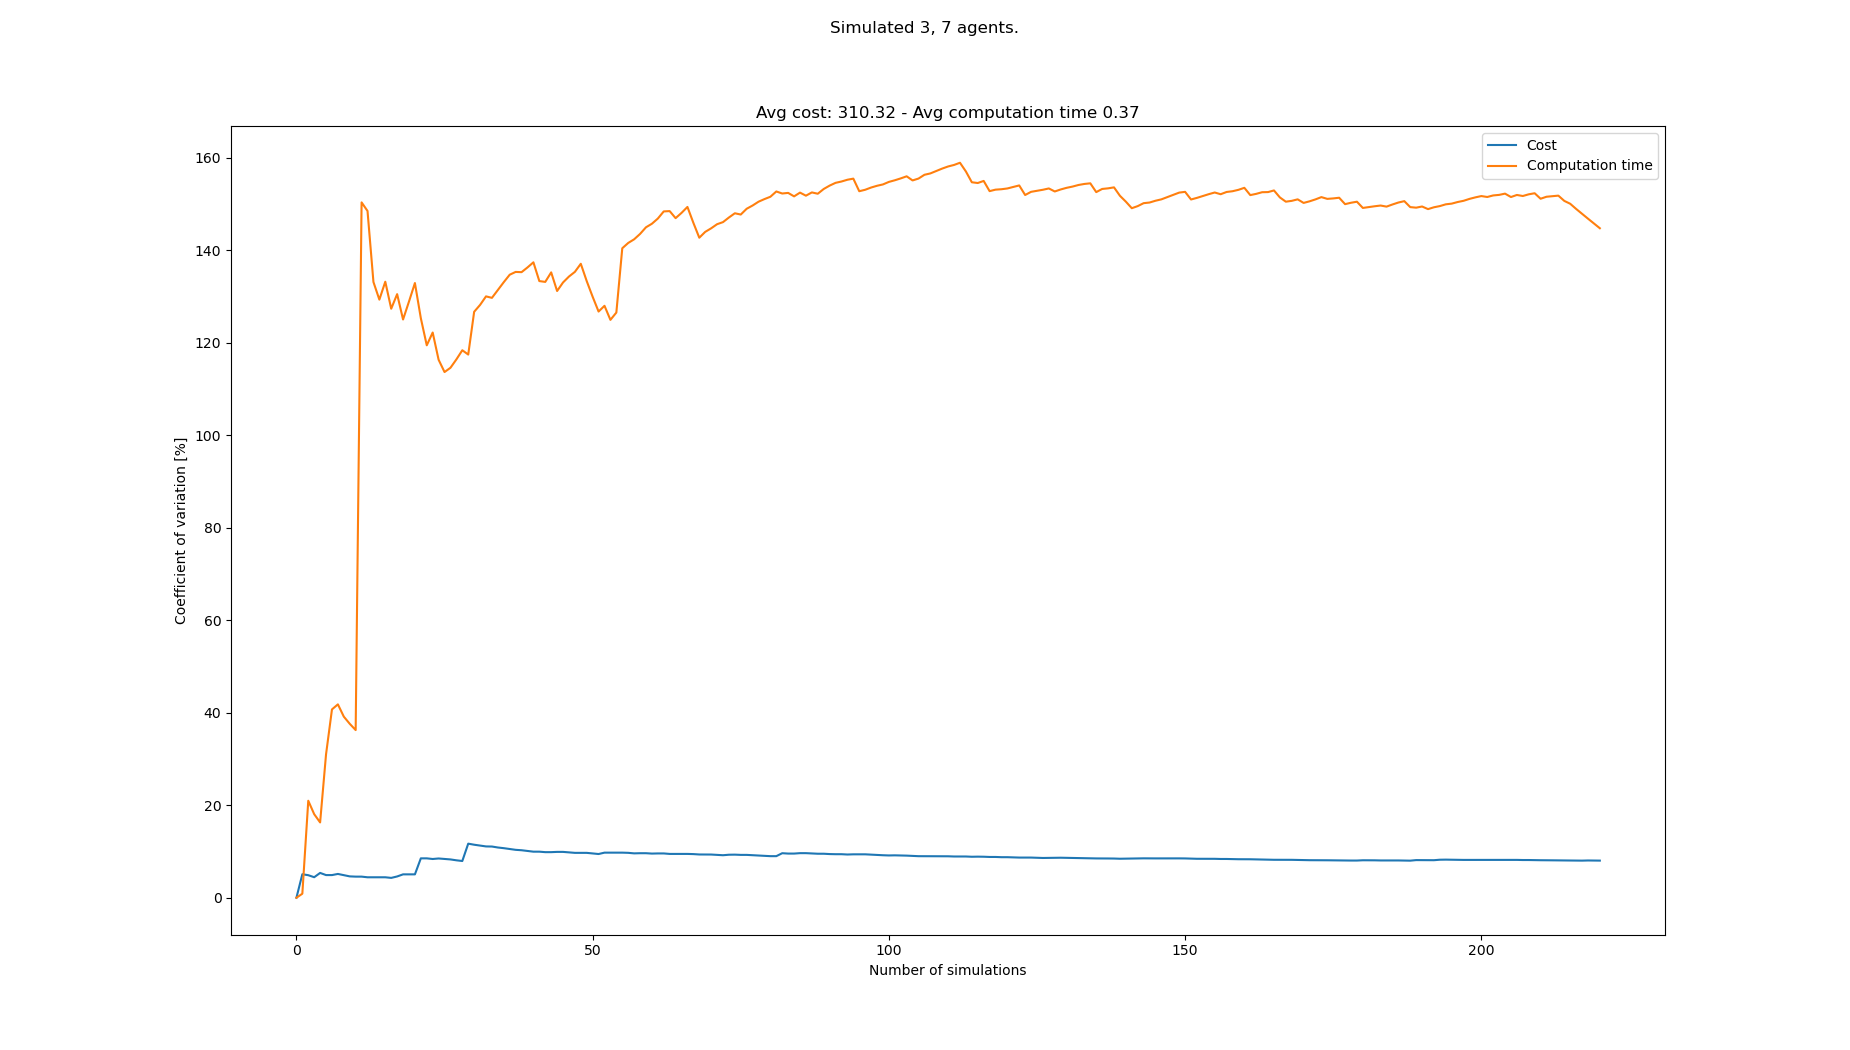 Simulated 3, 7 agents.
Avg cost: 310.32 - Avg computation time 0.37
Cost
Computation time
160
140
120
100
80
60
40
20
0
Coefficient of variation [%]
0 50 100 150 200
Number of simulations